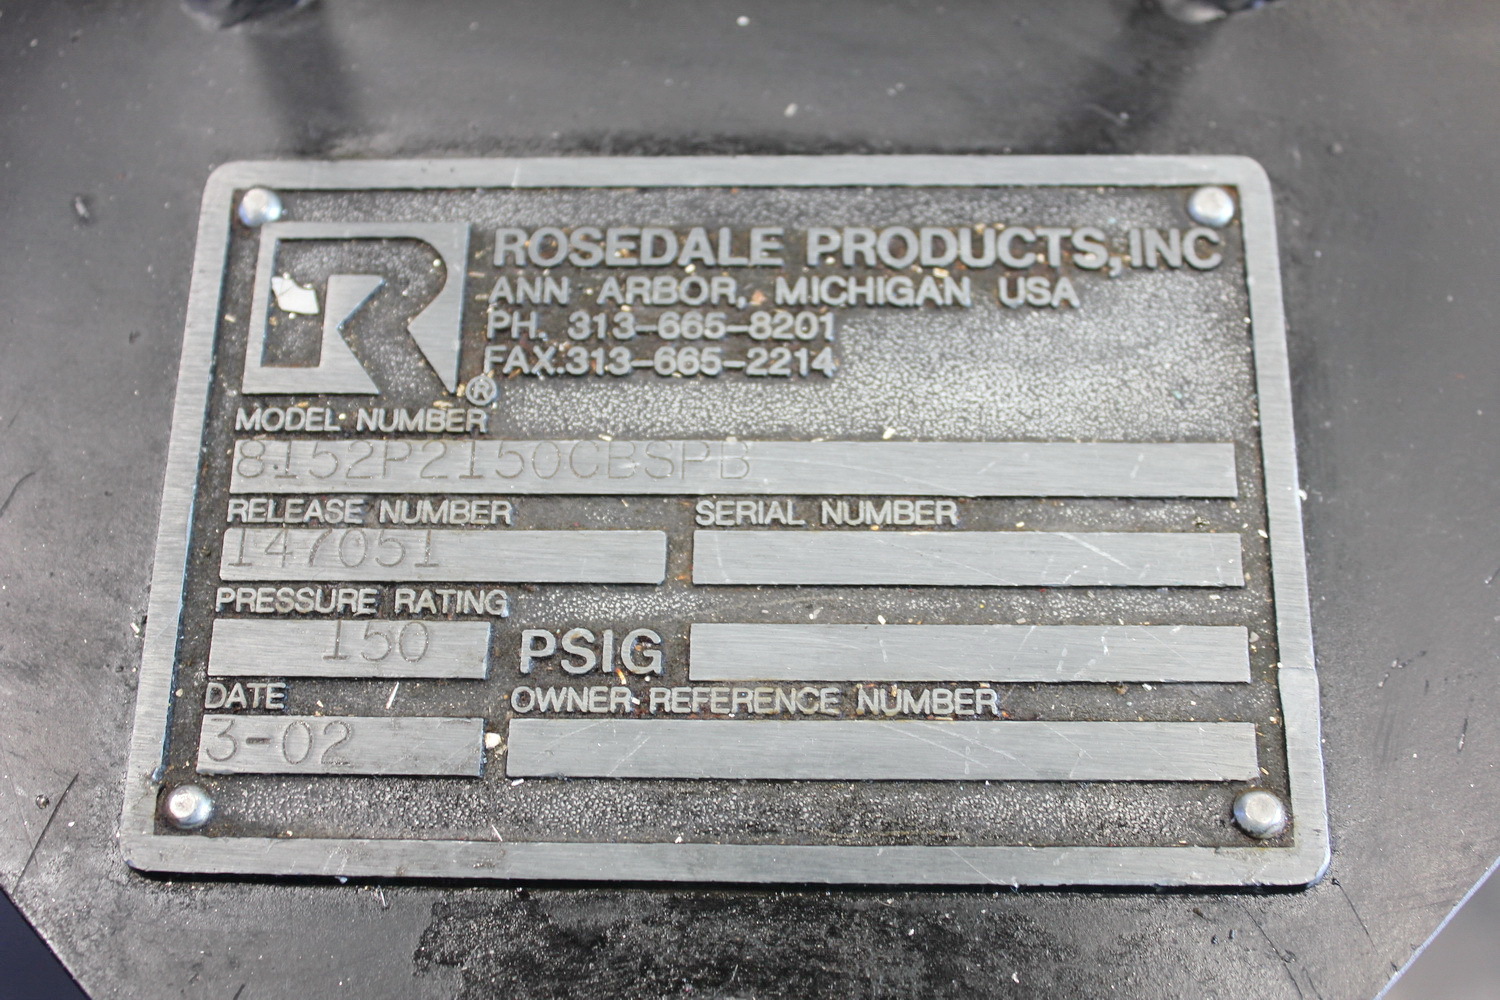 ROSEDALE PRODUCTS, INC
ANN ARBOR, MICHIGAN USA
PH. 313-665-8201
FAX.313-665-2214
R ®
MODEL NUMBER
8152P2150CBSPB
RELEASE NUMBER SERIAL NUMBER
147051
PRESSURE RATING
150 PSIG
DATE OWNER REFERENCE NUMBER
3-02